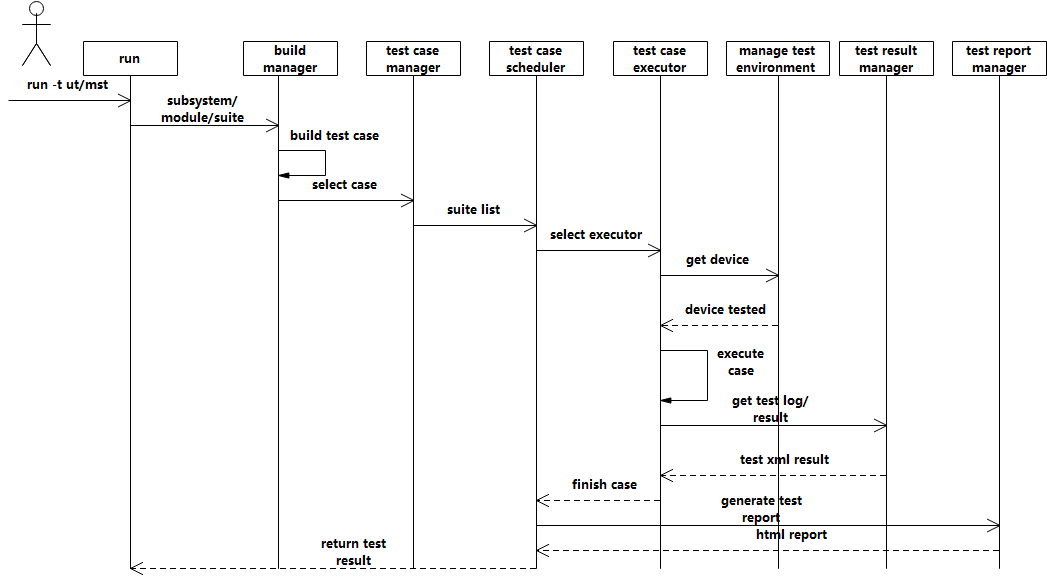 run
build
manager
test case
manager
test case
scheduler
test case
executor
manage test
environment
test result
manager
test report
manager
run -t ut/mst
subsystem/
module/suite
build test case
select case
suite list
select executor
get device
device tested
execute
case
get test log/
result
test xml result
finish case
generate test
report
html report
return test
result